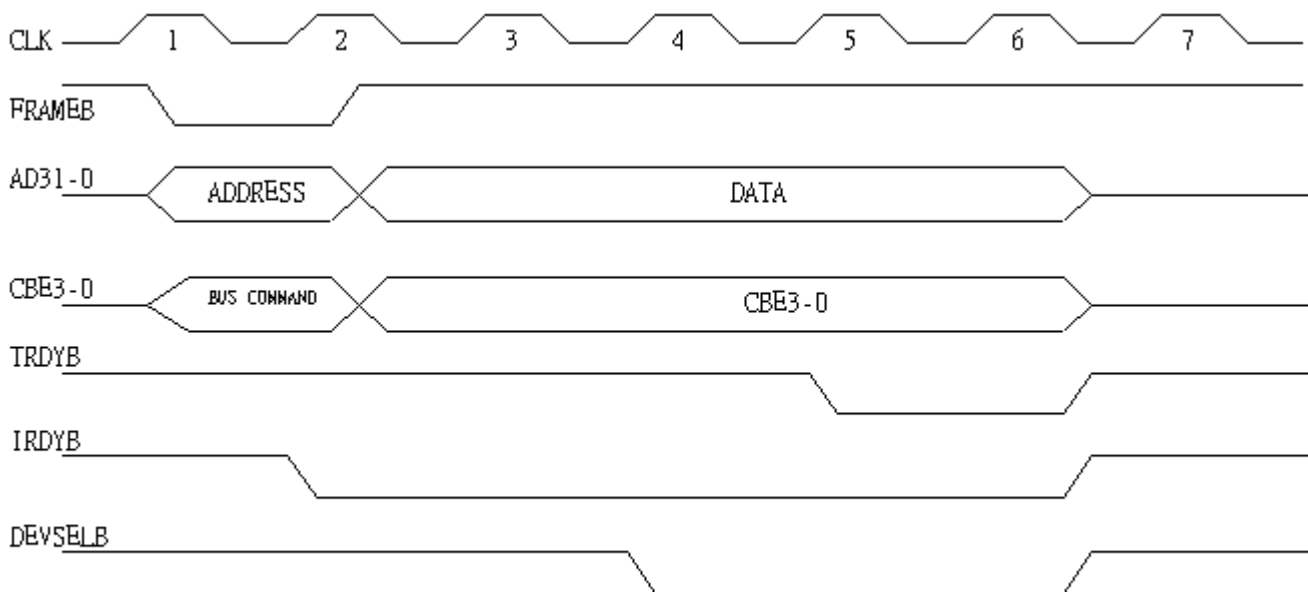 CLK 1 2 3 4 5 6 7
FRAMEB
AD31-0 ADDRESS DATA
CBE3-0 BUS COMMAND CBE3-0
TRDYB
IRDYB
DEVSELB